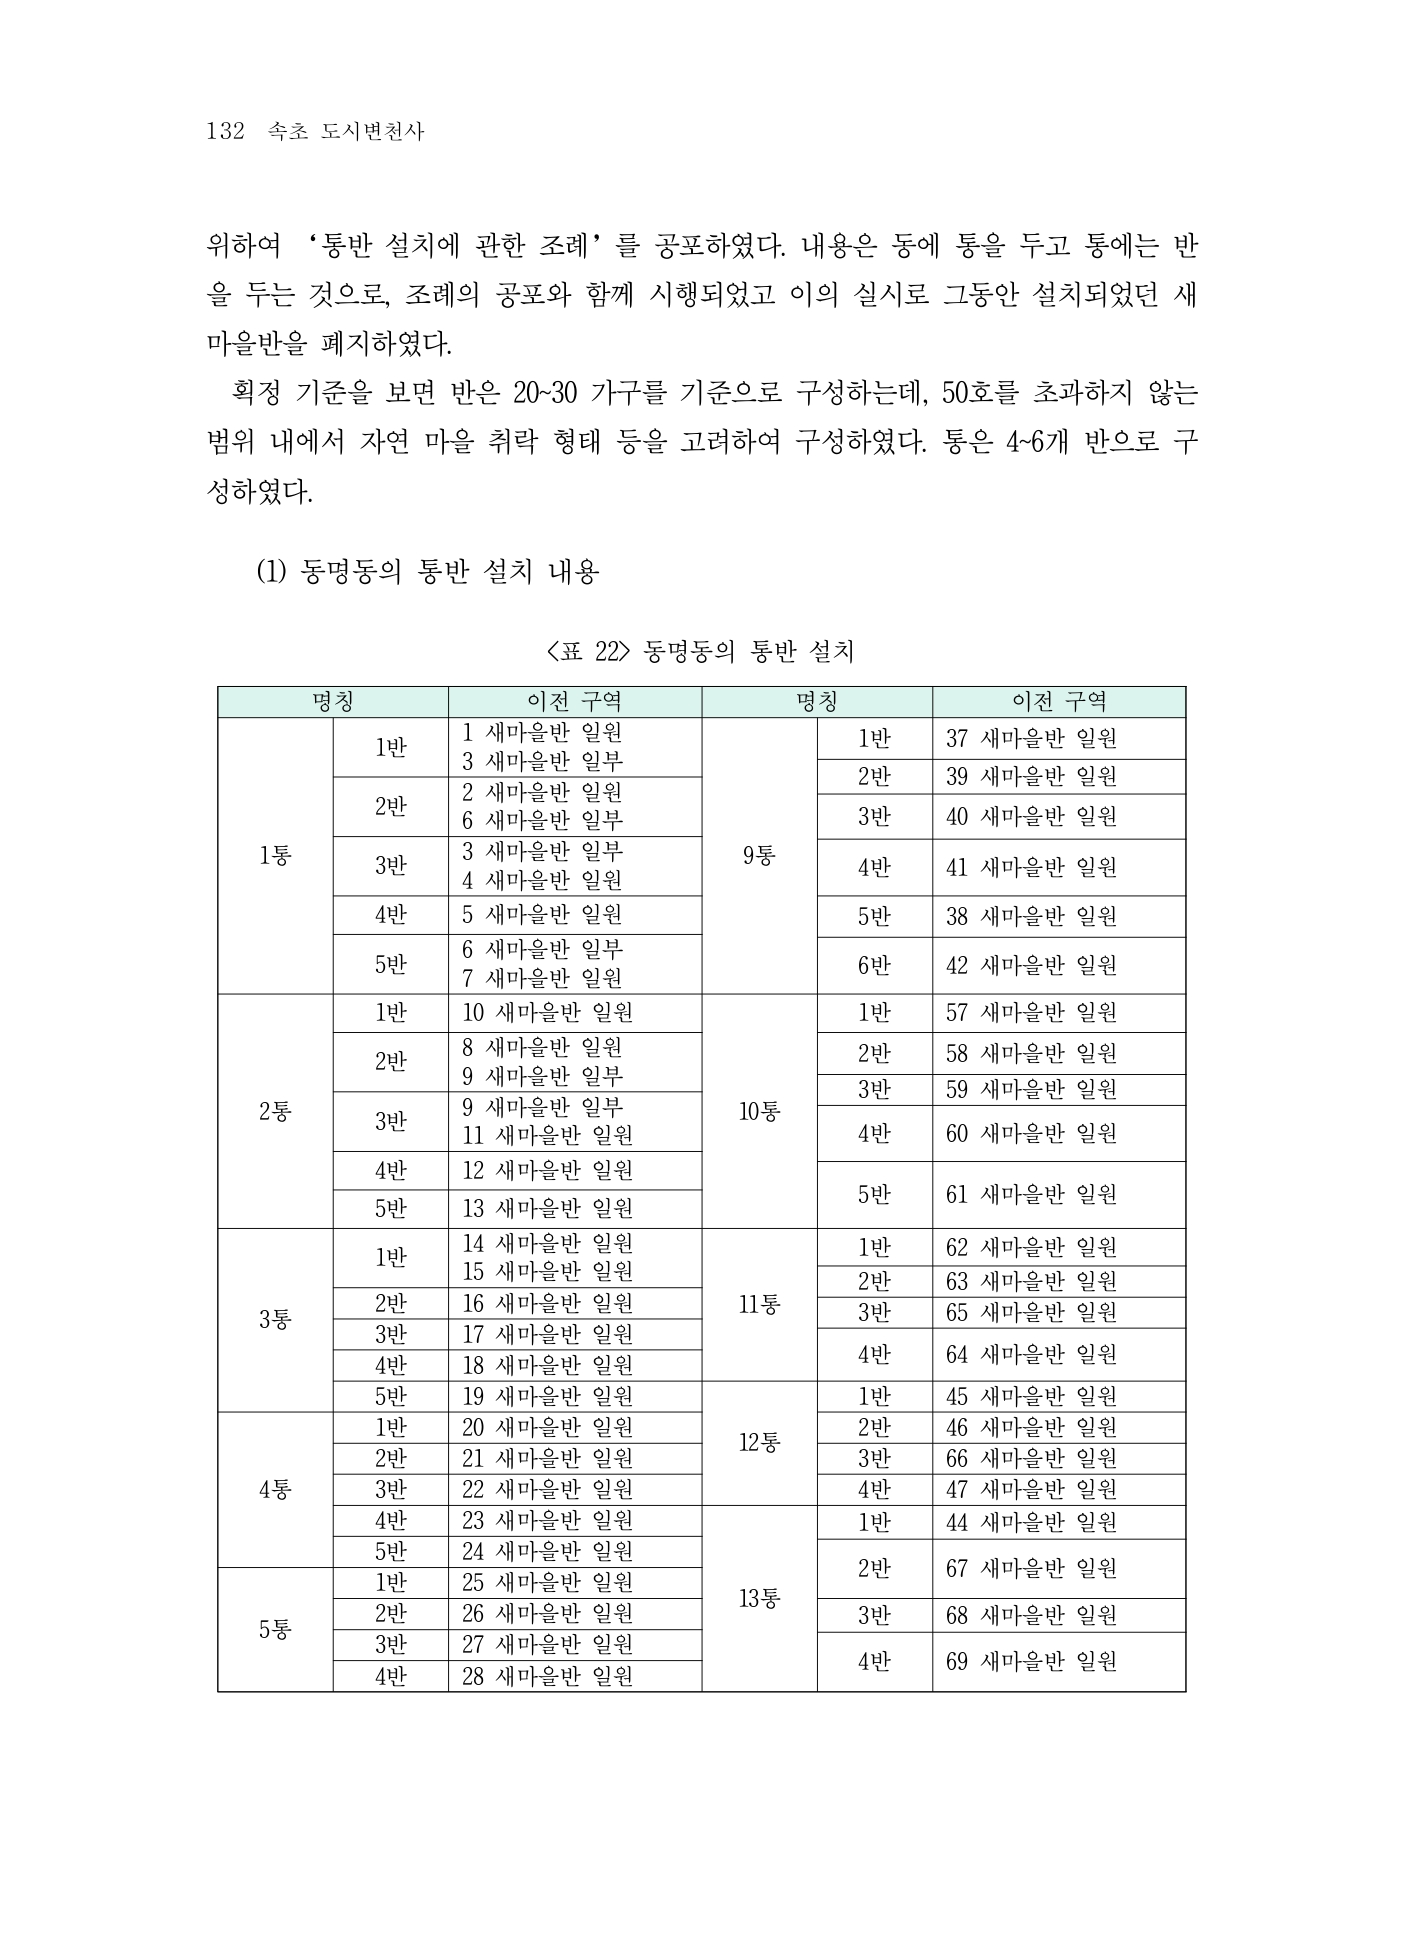 132 속초 도시변천사
위하여 ‘통반 설치에 관한 조례’를 공포하였다. 내용은 동에 통을 두고 통에는 반
을 두는 것으로, 조례의 공포와 함께 시행되었고 이의 실시로 그동안 설치되었던 새
마을반을 폐지하였다.
획정 기준을 보면 반은 20~30 가구를 기준으로 구성하는데, 50호를 초과하지 않는
범위 내에서 자연 마을 취락 형태 등을 고려하여 구성하였다. 통은 4~6개 반으로 구
성하였다.
(1) 동명동의 통반 설치 내용
<표 22> 동명동의 통반 설치
명칭 이전 구역 명칭 이전 구역
1통
1반 1 새마을반 일원
3 새마을반 일부
2반 2 새마을반 일원
6 새마을반 일부
3반 3 새마을반 일부
4 새마을반 일원
4반 5 새마을반 일원
5반 6 새마을반 일부
7 새마을반 일원
2통
1반 10 새마을반 일원
2반 8 새마을반 일원
9 새마을반 일부
3반 9 새마을반 일부
11 새마을반 일원
4반 12 새마을반 일원
5반 13 새마을반 일원
3통
1반 14 새마을반 일원
15 새마을반 일원
2반 16 새마을반 일원
3반 17 새마을반 일원
4반 18 새마을반 일원
5반 19 새마을반 일원
4통
1반 20 새마을반 일원
2반 21 새마을반 일원
3반 22 새마을반 일원
4반 23 새마을반 일원
5반 24 새마을반 일원
5통
1반 25 새마을반 일원
2반 26 새마을반 일원
3반 27 새마을반 일원
4반 28 새마을반 일원
9통
1반 37 새마을반 일원
2반 39 새마을반 일원
3반 40 새마을반 일원
4반 41 새마을반 일원
5반 38 새마을반 일원
6반 42 새마을반 일원
10통
1반 57 새마을반 일원
2반 58 새마을반 일원
3반 59 새마을반 일원
4반 60 새마을반 일원
5반 61 새마을반 일원
11통
1반 62 새마을반 일원
2반 63 새마을반 일원
3반 65 새마을반 일원
4반 64 새마을반 일원
12통
1반 45 새마을반 일원
2반 46 새마을반 일원
3반 66 새마을반 일원
4반 47 새마을반 일원
13통
1반 44 새마을반 일원
2반 67 새마을반 일원
3반 68 새마을반 일원
4반 69 새마을반 일원